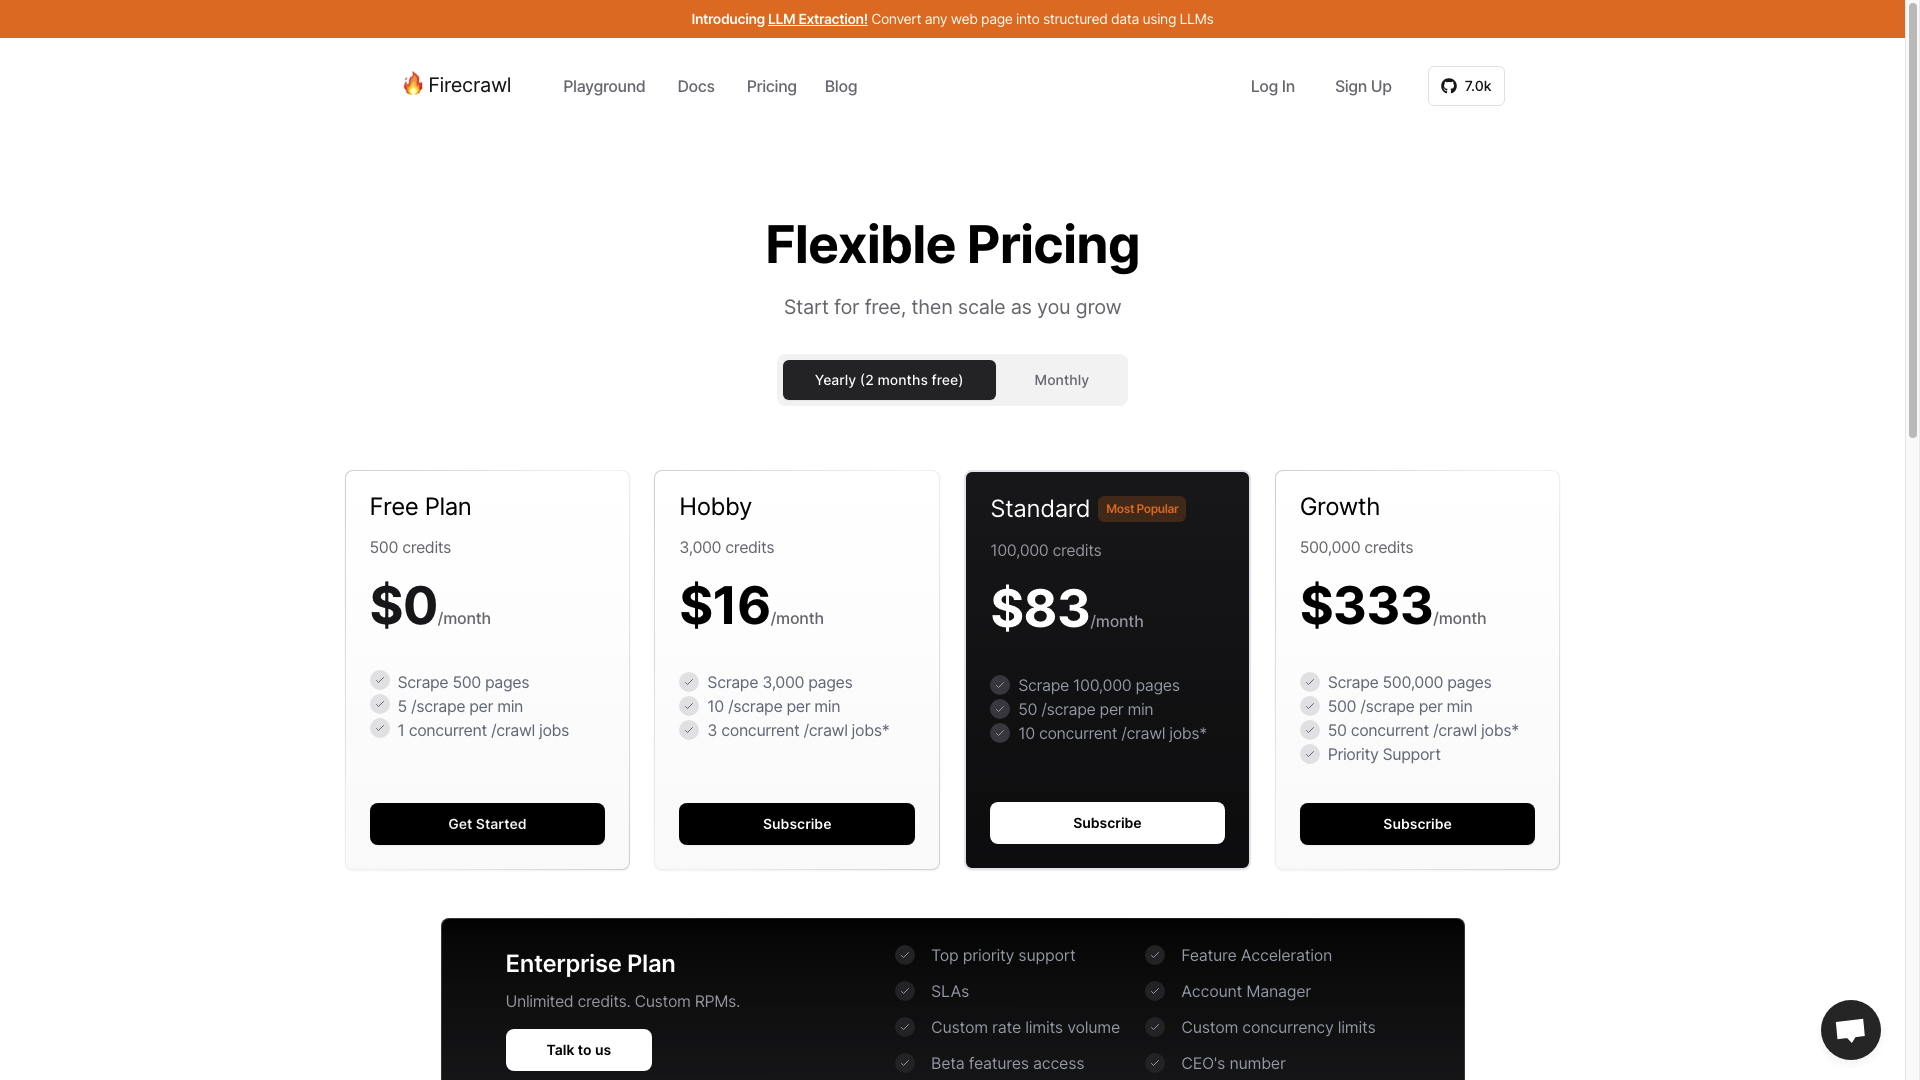 Introducing LLM Extraction! Convert any web page into structured data using LLMs
Firecrawl Playground Docs Pricing Blog Log In Sign Up 7.0k
Flexible Pricing
Start for free, then scale as you grow
Yearly (2 months free) Monthly
Free Plan
500 credits
$0/month
Scrape 500 pages
5 /scrape per min
1 concurrent /crawl jobs
Get Started
Hobby
3,000 credits
$16/month
Scrape 3,000 pages
10 /scrape per min
3 concurrent /crawl jobs*
Subscribe
Standard Most Popular
100,000 credits
$83/month
Scrape 100,000 pages
50 /scrape per min
10 concurrent /crawl jobs*
Subscribe
Growth
500,000 credits
$333/month
Scrape 500,000 pages
500 /scrape per min
50 concurrent /crawl jobs*
Priority Support
Subscribe
Enterprise Plan
Unlimited credits. Custom RPMs.
Talk to us
Top priority support
SLAs
Custom rate limits volume
Beta features access
Feature Acceleration
Account Manager
Custom concurrency limits
CEO's number